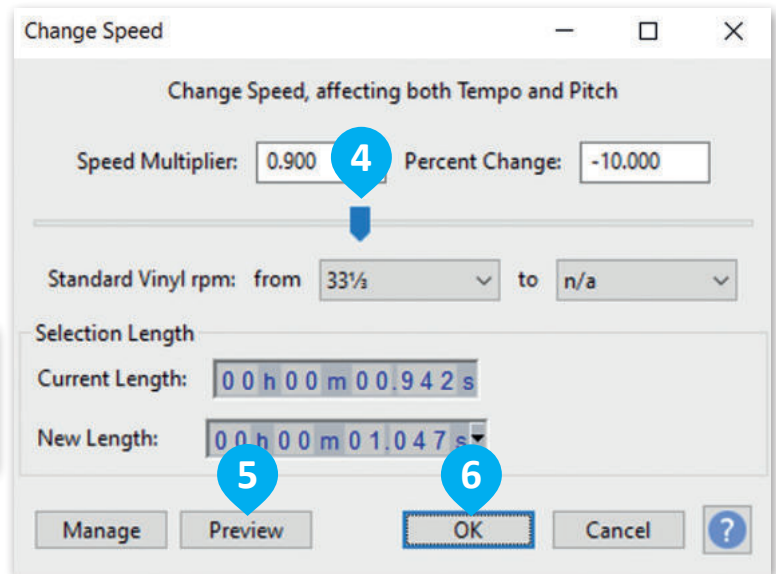 Change Speed
Change Speed, affecting both Tempo and Pitch
Speed Multiplier: 0.900 4 Percent Change: -10.000
Standard Vinyl rpm: from 33⅓ to n/a
Selection Length
Current Length: 00h00m00.942s
New Length: 00h00m01.047s
5 6
Manage Preview OK Cancel ?